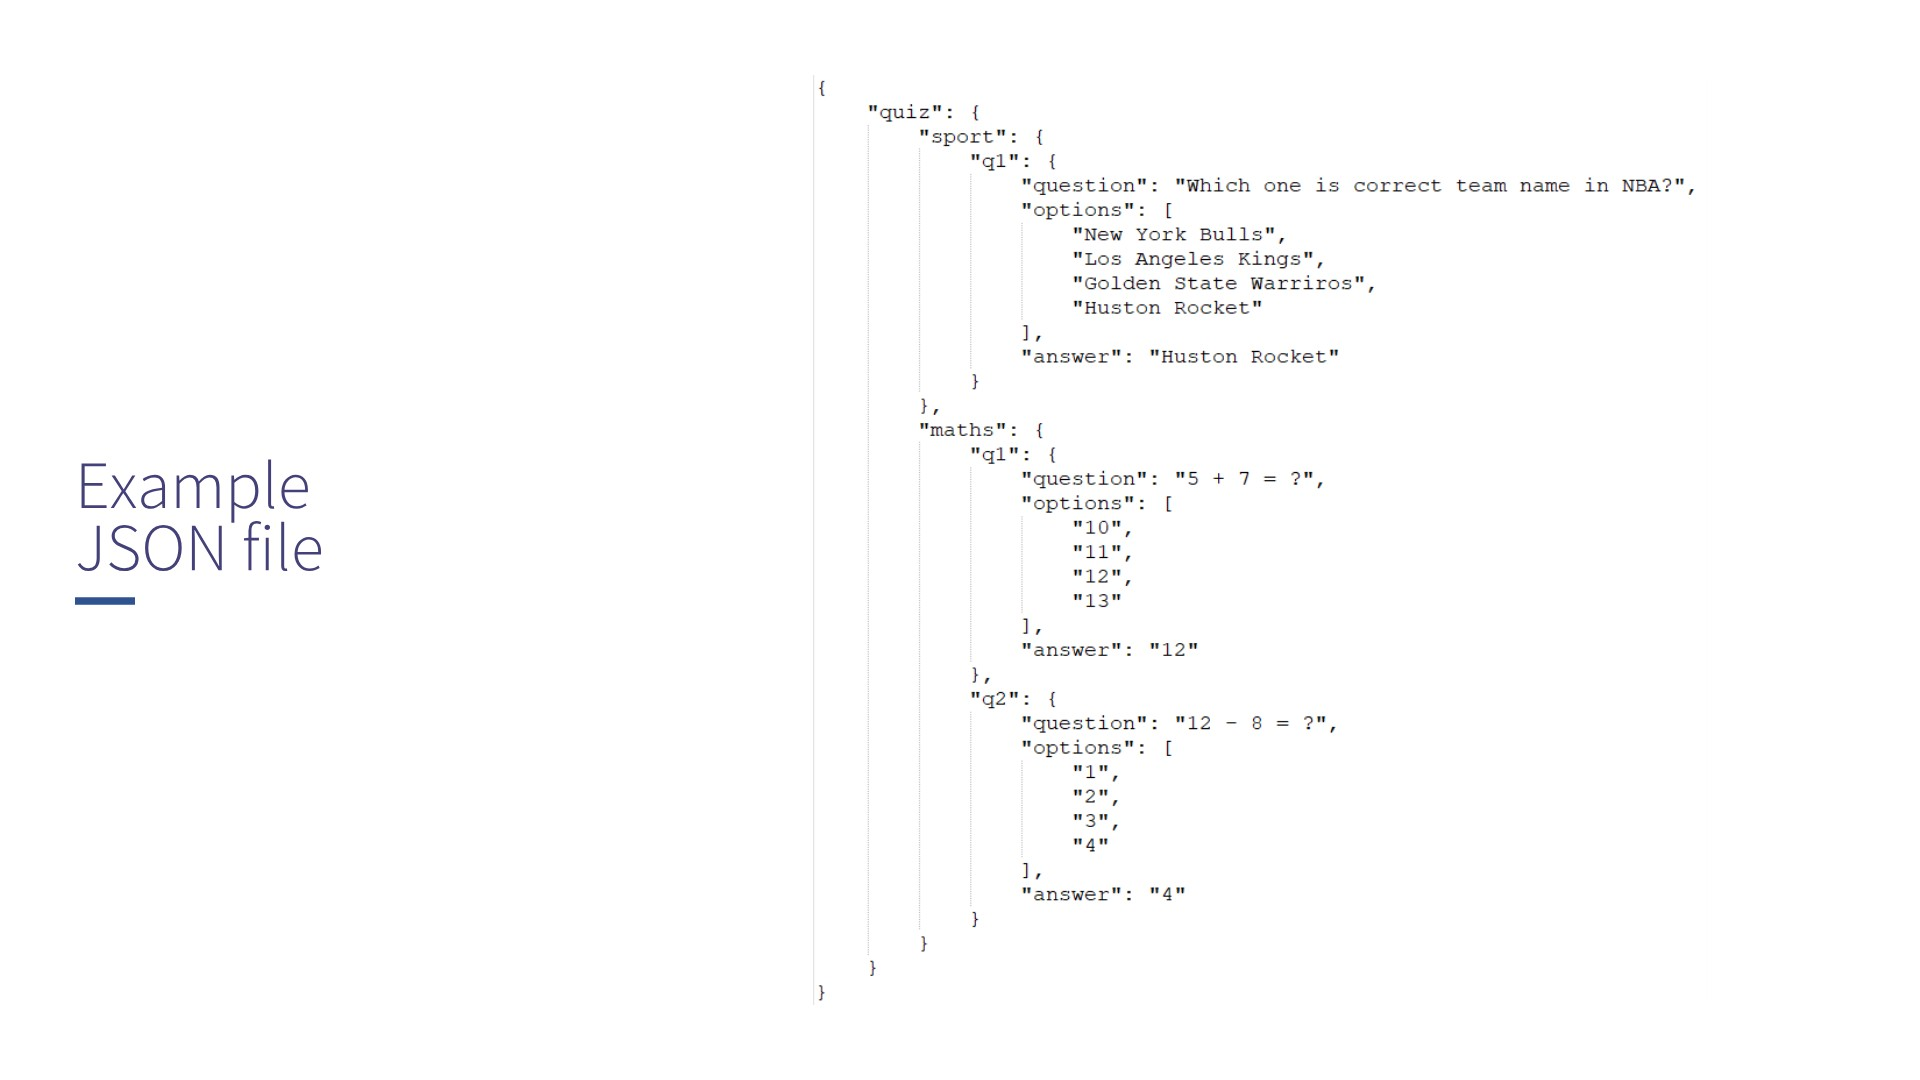 Example
JSON file
{
    "quiz": {
        "sport": {
            "q1": {
                "question": "Which one is correct team name in NBA?",
                "options": [
                    "New York Bulls",
                    "Los Angeles Kings",
                    "Golden State Warriros",
                    "Huston Rocket"
                ],
                "answer": "Huston Rocket"
            }
        },
        "maths": {
            "q1": {
                "question": "5 + 7 = ?",
                "options": [
                    "10",
                    "11",
                    "12",
                    "13"
                ],
                "answer": "12"
            },
            "q2": {
                "question": "12 - 8 = ?",
                "options": [
                    "1",
                    "2",
                    "3",
                    "4"
                ],
                "answer": "4"
            }
        }
    }
}